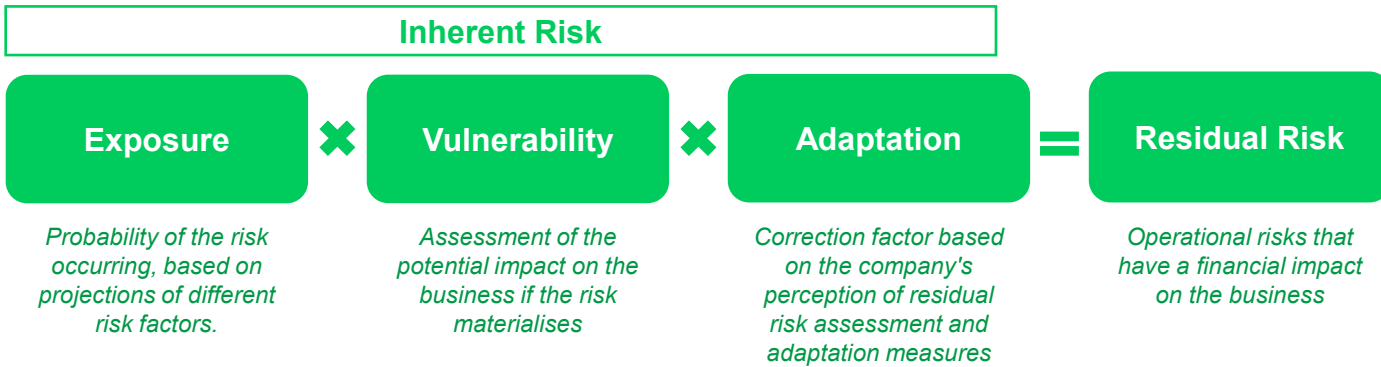 Inherent Risk
Exposure
Vulnerability
Adaptation
Residual Risk
Probability of the risk
occurring, based on
projections of different
risk factors.
Assessment of the
potential impact on the
business if the risk
materialises
Correction factor based
on the company's
perception of residual
risk assessment and
adaptation measures
Operational risks that
have a financial impact
on the business